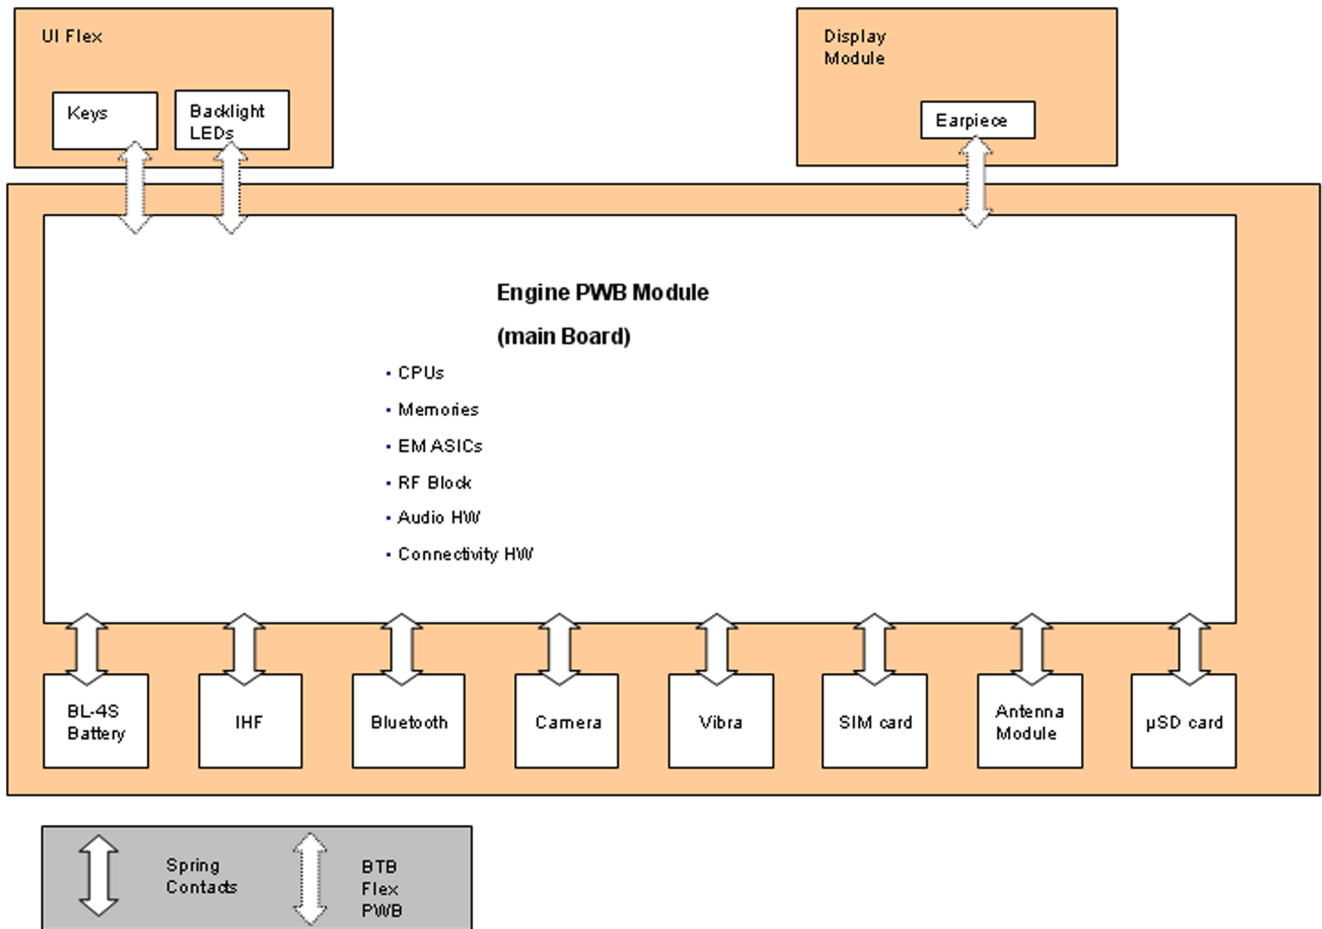 UI Flex
Keys
Backlight
LEDs
Display
Module
Earpiece
Engine PWB Module
(main Board)
• CPUs
• Memories
• EM ASICs
• RF Block
• Audio HW
• Connectivity HW
BL-4S
Battery
IHF
Bluetooth
Camera
Vibra
SIM card
Antenna
Module
µSD card
Spring
Contacts
BTB
Flex
PWB